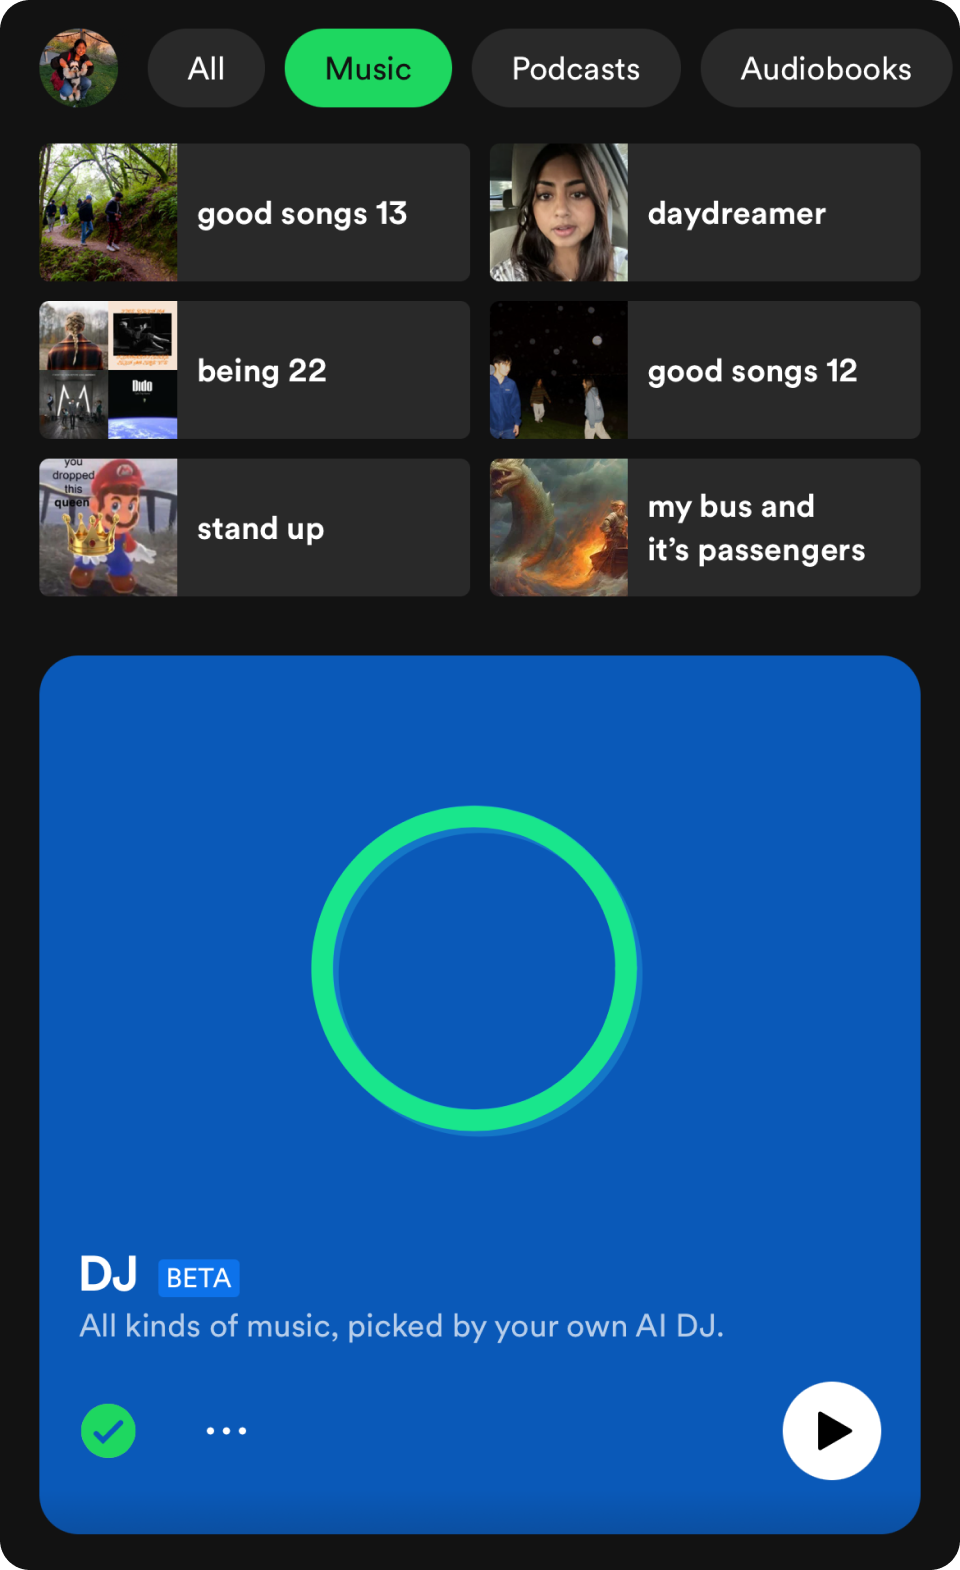 All
Music
Podcasts
Audiobooks
good songs 13
daydreamer
being 22
Dido
good songs 12
you
dropped
this
queen
stand up
my bus and
it's passengers
DJ BETA
All kinds of music, picked by your own AI DJ.